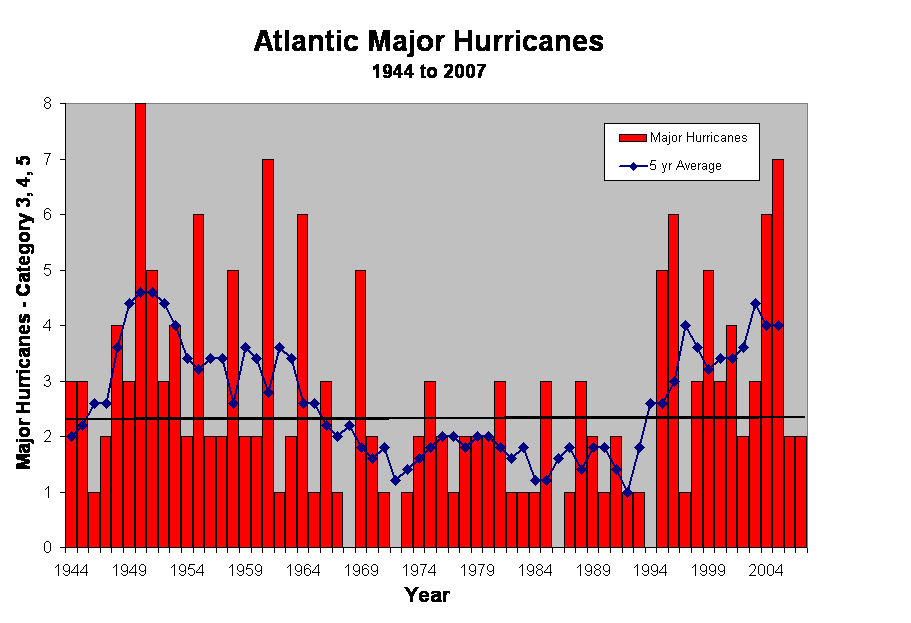 Atlantic Major Hurricanes
1944 to 2007
Major Hurricanes - Category 3, 4, 5
8
7
6
5
4
3
2
1
0
Major Hurricanes
5 yr Average
1944 1949 1954 1959 1964 1969 1974 1979 1984 1989 1994 1999 2004
Year